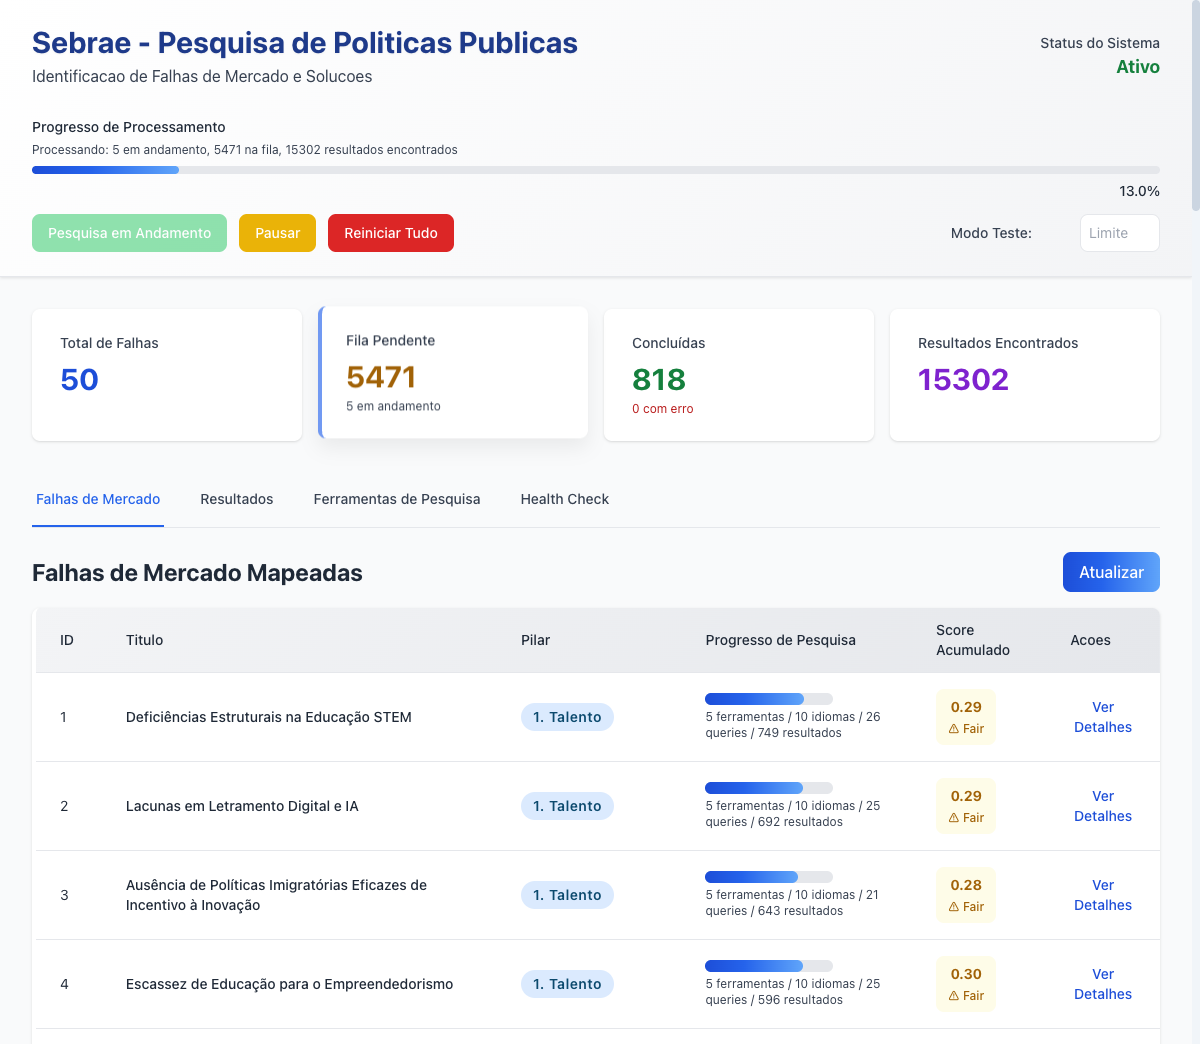 Sebrae - Pesquisa de Politicas Publicas
Identificacao de Falhas de Mercado e Solucoes
Status do Sistema
Ativo
Progresso de Processamento
Processando: 5 em andamento, 5471 na fila, 15302 resultados encontrados
13.0%
Pesquisa em Andamento
Pausar
Reiniciar Tudo
Modo Teste:
Limite
Total de Falhas
50
Fila Pendente
5471
5 em andamento
Concluídas
818
0 com erro
Resultados Encontrados
15302
Falhas de Mercado
Resultados
Ferramentas de Pesquisa
Health Check
Falhas de Mercado Mapeadas
Atualizar
ID
Titulo
Pilar
Progresso de Pesquisa
Score
Acumulado
Acoes
1
Deficiências Estruturais na Educação STEM
1. Talento
5 ferramentas / 10 idiomas / 26
queries / 749 resultados
0.29
⚠ Fair
Ver
Detalhes
2
Lacunas em Letramento Digital e IA
1. Talento
5 ferramentas / 10 idiomas / 25
queries / 692 resultados
0.29
⚠ Fair
Ver
Detalhes
3
Ausência de Políticas Imigratórias Eficazes de
Incentivo à Inovação
1. Talento
5 ferramentas / 10 idiomas / 21
queries / 643 resultados
0.28
⚠ Fair
Ver
Detalhes
4
Escassez de Educação para o Empreendedorismo
1. Talento
5 ferramentas / 10 idiomas / 25
queries / 596 resultados
0.30
⚠ Fair
Ver
Detalhes